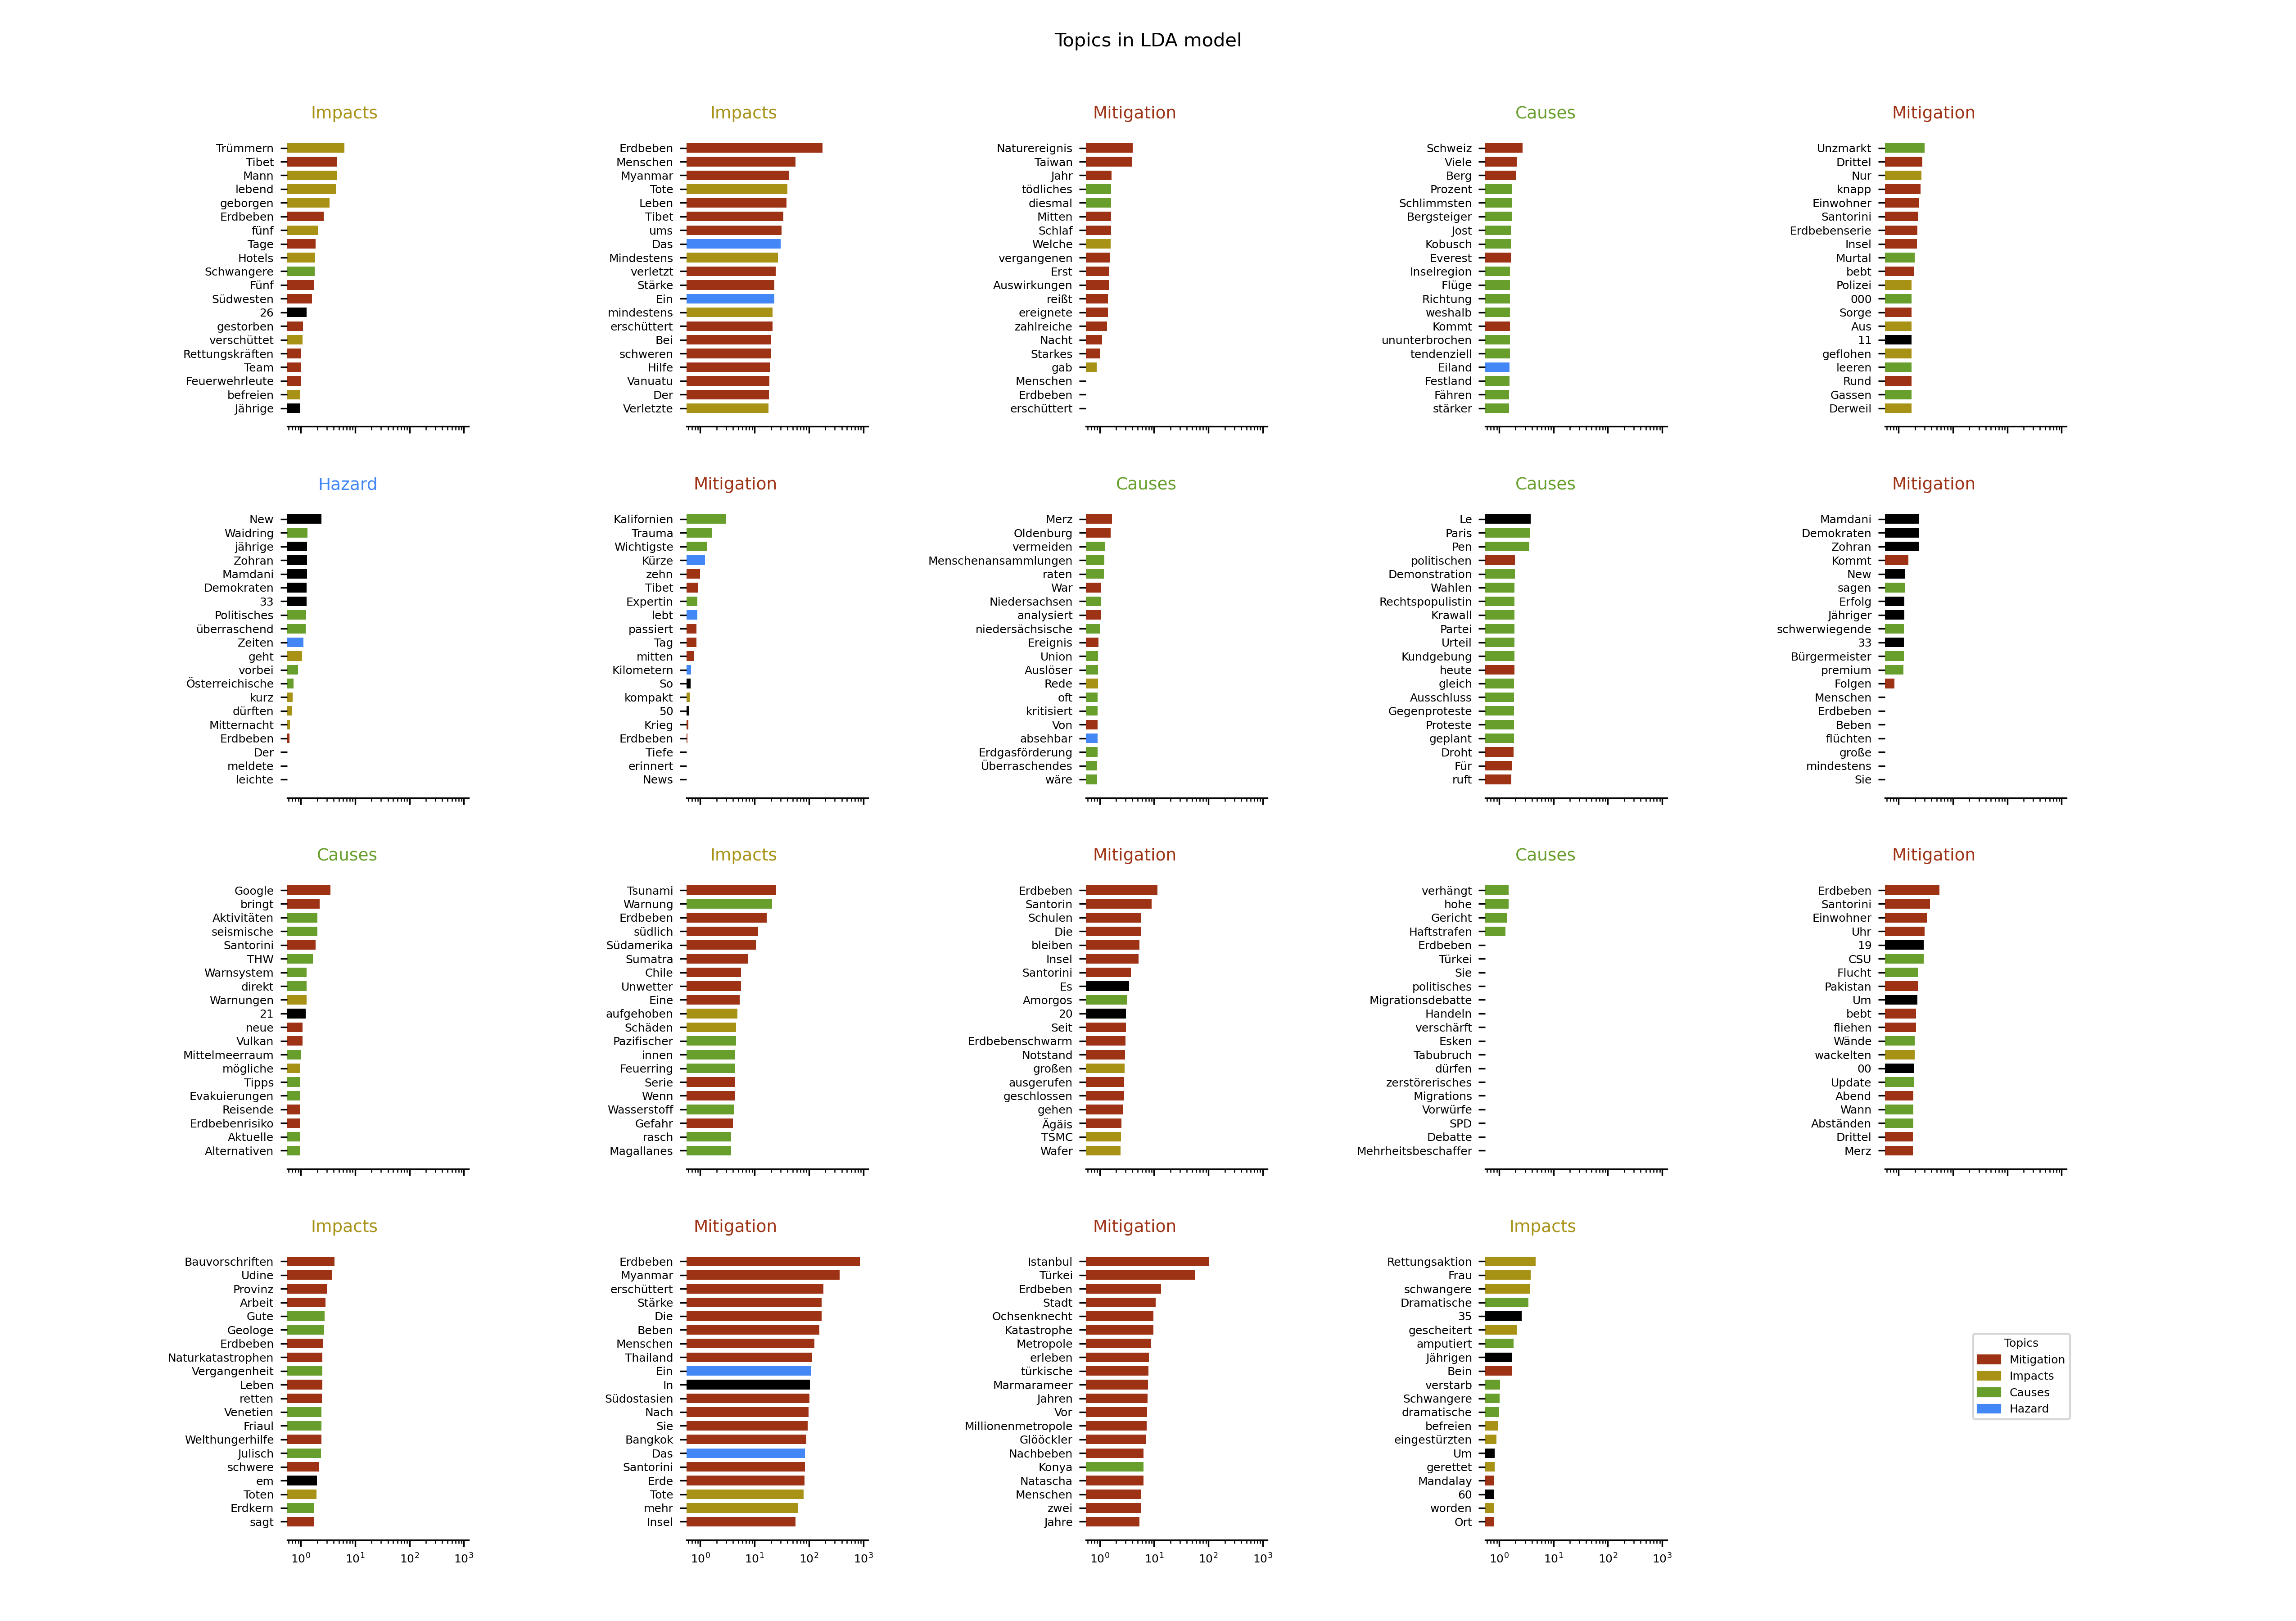 Topics in LDA model
Impacts
Trümmern
Tibet
Mann
lebend
geborgen
Erdbeben
fünf
Tage
Hotels
Schwangere
Fünf
Südwesten
26
gestorben
verschüttet
Rettungskräften
Team
Feuerwehrleute
befreien
Jährige
Impacts
Erdbeben
Menschen
Myanmar
Tote
Leben
Tibet
ums
Das
Mindestens
verletzt
Stärke
Ein
mindestens
erschüttert
Bei
schweren
Hilfe
Vanuatu
Der
Verletzte
Mitigation
Naturereignis
Taiwan
Jahr
tödliches
diesmal
Mitten
Schlaf
Welche
vergangenen
Erst
Auswirkungen
reißt
ereignete
zahlreiche
Nacht
Starkes
gab
Menschen
Erdbeben
erschüttert
Causes
Schweiz
Viele
Berg
Prozent
Schlimmsten
Bergsteiger
Jost
Kobusch
Everest
Inselregion
Flüge
Richtung
weshalb
Kommt
ununterbrochen
tendenziell
Eiland
Festland
Fähren
stärker
Mitigation
Unzmarkt
Drittel
Nur
knapp
Einwohner
Santorini
Erdbebenserie
Insel
Murtal
bebt
Polizei
000
Sorge
Aus
11
geflohen
leeren
Rund
Gassen
Derweil
Hazard
New
Waidring
jährige
Zohran
Mamdani
Demokraten
33
Politisches
überraschend
Zeiten
geht
vorbei
Österreichische
kurz
dürften
Mitternacht
Erdbeben
Der
meldete
leichte
Mitigation
Kalifornien
Trauma
Wichtigste
Kürze
zehn
Tibet
Expertin
lebt
passiert
Tag
mitten
Kilometern
So
kompakt
50
Krieg
Erdbeben
Tiefe
erinnert
News
Causes
Merz
Oldenburg
vermeiden
Menschenansammlungen
raten
War
Niedersachsen
analysiert
niedersächsische
Ereignis
Union
Auslöser
Rede
oft
kritisiert
Von
absehbar
Erdgasförderung
Überraschendes
wäre
Causes
Le
Paris
Pen
politischen
Demonstration
Wahlen
Rechtspopulistin
Krawall
Partei
Urteil
Kundgebung
heute
gleich
Ausschluss
Gegenproteste
Proteste
geplant
Droht
Für
ruft
Mitigation
Mamdani
Demokraten
Zohran
Kommt
New
sagen
Erfolg
Jähriger
schwerwiegende
33
Bürgermeister
premium
Folgen
Menschen
Erdbeben
Beben
flüchten
große
mindestens
Sie
Causes
Google
bringt
Aktivitäten
seismische
Santorini
THW
Warnsystem
direkt
Warnungen
21
neue
Vulkan
Mittelmeerraum
mögliche
Tipps
Evakuierungen
Reisende
Erdbebenrisiko
Aktuelle
Alternativen
Impacts
Tsunami
Warnung
Erdbeben
südlich
Südamerika
Sumatra
Chile
Unwetter
Eine
aufgehoben
Schäden
Pazifischer
innen
Feuerring
Serie
Wenn
Wasserstoff
Gefahr
rasch
Magallanes
Mitigation
Erdbeben
Santorin
Schulen
Die
bleiben
Insel
Santorini
Es
Amorgos
20
Seit
Erdbebenschwarm
Notstand
großen
ausgerufen
geschlossen
gehen
Ägäis
TSMC
Wafer
Causes
verhängt
hohe
Gericht
Haftstrafen
Erdbeben
Türkei
Sie
politisches
Migrationsdebatte
Handeln
verschärft
Esken
Tabubruch
dürfen
zerstörerisches
Migrations
Vorwürfe
SPD
Debatte
Mehrheitsbeschaffer
Mitigation
Erdbeben
Santorini
Einwohner
Uhr
19
CSU
Flucht
Pakistan
Um
bebt
fliehen
Wände
wackelten
00
Update
Abend
Wann
Abständen
Drittel
Merz
Impacts
Bauvorschriften
Udine
Provinz
Arbeit
Gute
Geologe
Erdbeben
Naturkatastrophen
Vergangenheit
Leben
retten
Venetien
Friaul
Welthungerhilfe
Julisch
schwere
em
Toten
Erdkern
sagt
10⁰ 10¹ 10² 10³
Mitigation
Erdbeben
Myanmar
erschüttert
Stärke
Die
Beben
Menschen
Thailand
Ein
In
Südostasien
Nach
Sie
Bangkok
Das
Santorini
Erde
Tote
mehr
Insel
10⁰ 10¹ 10² 10³
Mitigation
Istanbul
Türkei
Erdbeben
Stadt
Ochsenknecht
Katastrophe
Metropole
erleben
türkische
Marmarameer
Jahren
Vor
Millionenmetropole
Glööckler
Nachbeben
Konya
Natascha
Menschen
zwei
Jahre
10⁰ 10¹ 10² 10³
Impacts
Rettungsaktion
Frau
schwangere
Dramatische
35
gescheitert
amputiert
Jährigen
Bein
verstarb
Schwangere
dramatische
befreien
eingestürzten
Um
gerettet
Mandalay
60
worden
Ort
10⁰ 10¹ 10² 10³
Topics
Mitigation
Impacts
Causes
Hazard